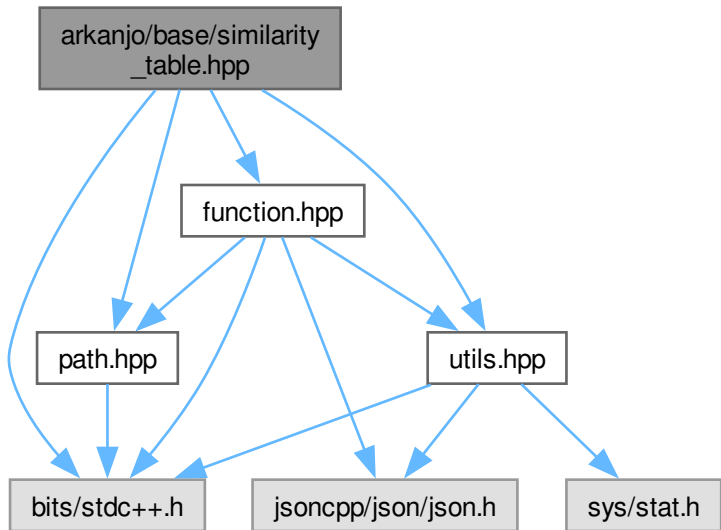 arkanjo/base/similarity
_table.hpp
function.hpp
path.hpp
utils.hpp
bits/stdc++.h
jsoncpp/json/json.h
sys/stat.h